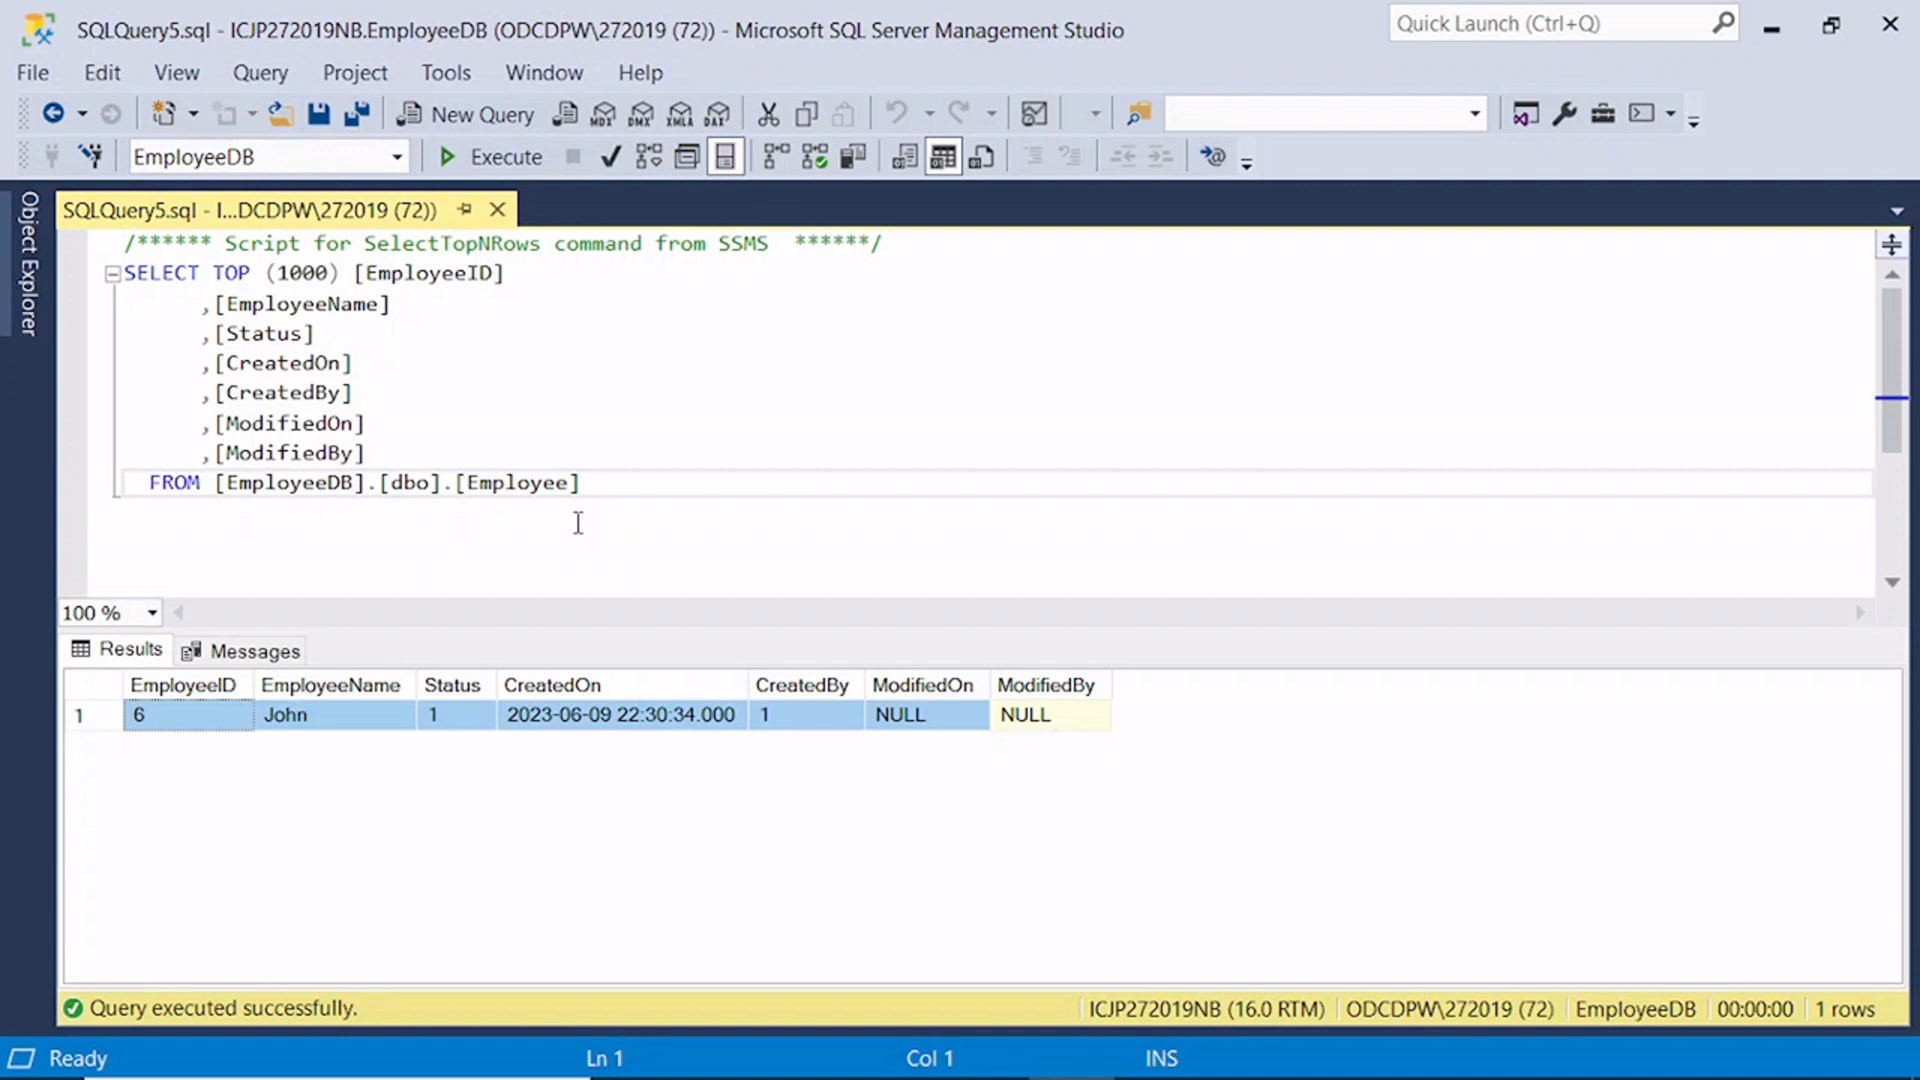 SQLQuery5.sql - ICJP272019NB.EmployeeDB (ODCDPW\272019 (72)) - Microsoft SQL Server Management Studio
Quick Launch (Ctrl+Q)
File Edit View Query Project Tools Window Help
New Query MDX DMX XMLA DAX
EmployeeDB Execute
Object Explorer
SQLQuery5.sql - I...DCDPW\272019 (72))
/****** Script for SelectTopNRows command from SSMS ******/
SELECT TOP (1000) [EmployeeID]
,[EmployeeName]
,[Status]
,[CreatedOn]
,[CreatedBy]
,[ModifiedOn]
,[ModifiedBy]
FROM [EmployeeDB].[dbo].[Employee]
100 %
Results Messages
EmployeeID EmployeeName Status CreatedOn CreatedBy ModifiedOn ModifiedBy
1 6 John 1 2023-06-09 22:30:34.000 1 NULL NULL
Query executed successfully. ICJP272019NB (16.0 RTM) ODCDPW\272019 (72) EmployeeDB 00:00:00 1 rows
Ready Ln 1 Col 1 INS